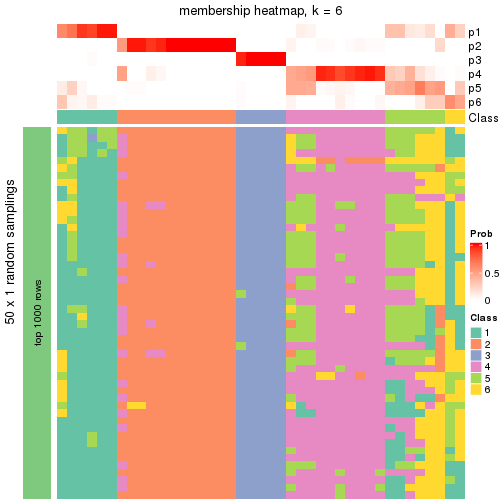 membership heatmap, k = 6
p1
p2
p3
p4
p5
p6
Class
50 x 1 random samplings
top 1000 rows
Prob
1
0.5
0
Class
1
2
3
4
5
6